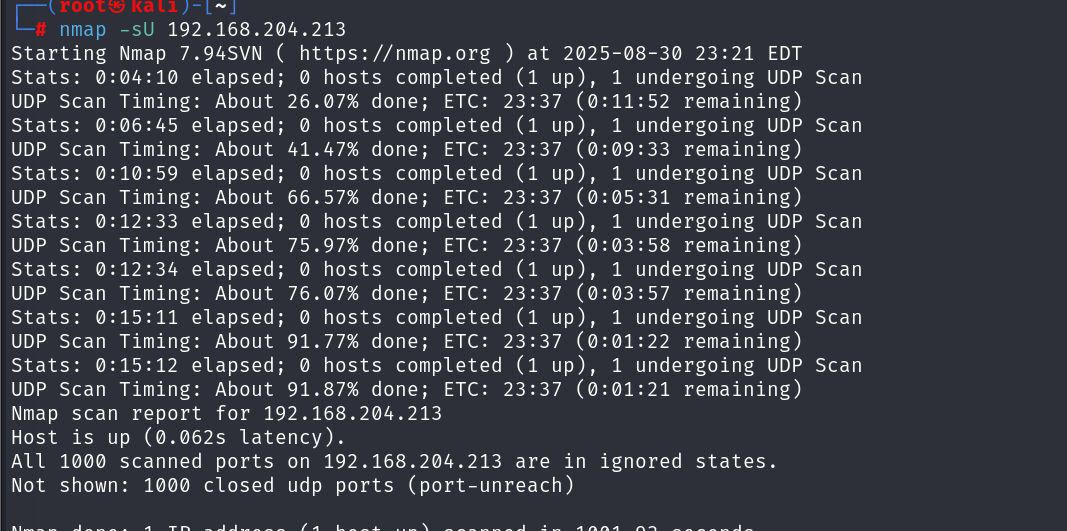 ┌──(root㉿kali)-[~]
└─# nmap -sU 192.168.204.213
Starting Nmap 7.94SVN ( https://nmap.org ) at 2025-08-30 23:21 EDT
Stats: 0:04:10 elapsed; 0 hosts completed (1 up), 1 undergoing UDP Scan
UDP Scan Timing: About 26.07% done; ETC: 23:37 (0:11:52 remaining)
Stats: 0:06:45 elapsed; 0 hosts completed (1 up), 1 undergoing UDP Scan
UDP Scan Timing: About 41.47% done; ETC: 23:37 (0:09:33 remaining)
Stats: 0:10:59 elapsed; 0 hosts completed (1 up), 1 undergoing UDP Scan
UDP Scan Timing: About 66.57% done; ETC: 23:37 (0:05:31 remaining)
Stats: 0:12:33 elapsed; 0 hosts completed (1 up), 1 undergoing UDP Scan
UDP Scan Timing: About 75.97% done; ETC: 23:37 (0:03:58 remaining)
Stats: 0:12:34 elapsed; 0 hosts completed (1 up), 1 undergoing UDP Scan
UDP Scan Timing: About 76.07% done; ETC: 23:37 (0:03:57 remaining)
Stats: 0:15:11 elapsed; 0 hosts completed (1 up), 1 undergoing UDP Scan
UDP Scan Timing: About 91.77% done; ETC: 23:37 (0:01:22 remaining)
Stats: 0:15:12 elapsed; 0 hosts completed (1 up), 1 undergoing UDP Scan
UDP Scan Timing: About 91.87% done; ETC: 23:37 (0:01:21 remaining)
Nmap scan report for 192.168.204.213
Host is up (0.062s latency).
All 1000 scanned ports on 192.168.204.213 are in ignored states.
Not shown: 1000 closed udp ports (port-unreach)
Nmap done: 1 IP address (1 host up) scanned in seconds